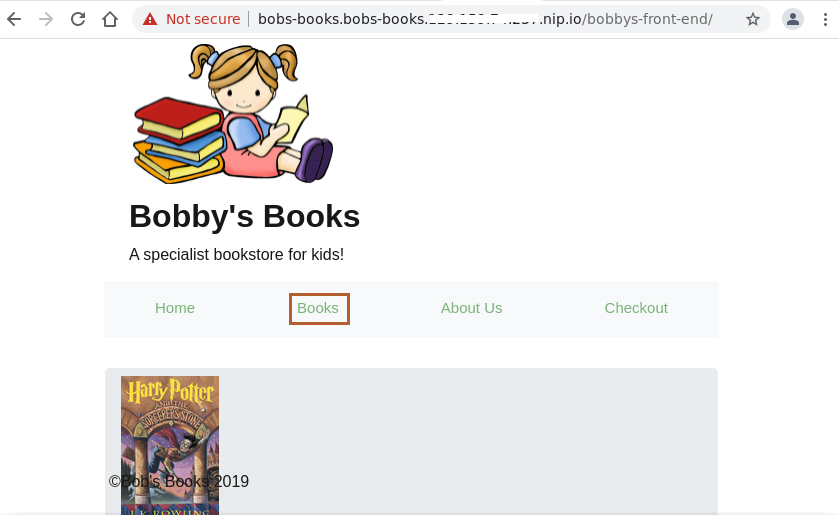 Not secure bobs-books.bobs-books. .nip.io/bobbys-front-end/
Bobby's Books
A specialist bookstore for kids!
Home Books About Us Checkout
Harry Potter
AND THE
SORCERER'S STONE
©Bob's Books 2019
J.K. ROWLING